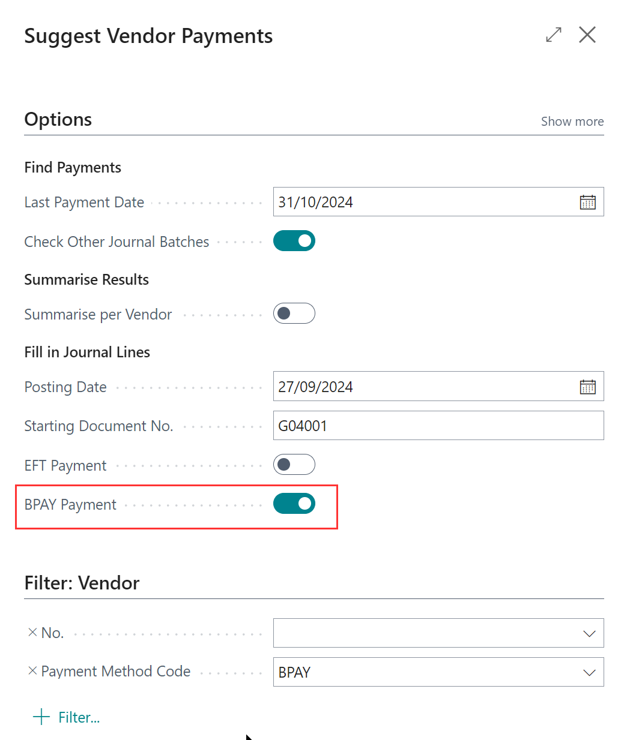 Suggest Vendor Payments
Options
Show more
Find Payments
Last Payment Date 31/10/2024
Check Other Journal Batches
Summarise Results
Summarise per Vendor
Fill in Journal Lines
Posting Date 27/09/2024
Starting Document No. G04001
EFT Payment
BPAY Payment
Filter: Vendor
× No.
× Payment Method Code BPAY
+ Filter...